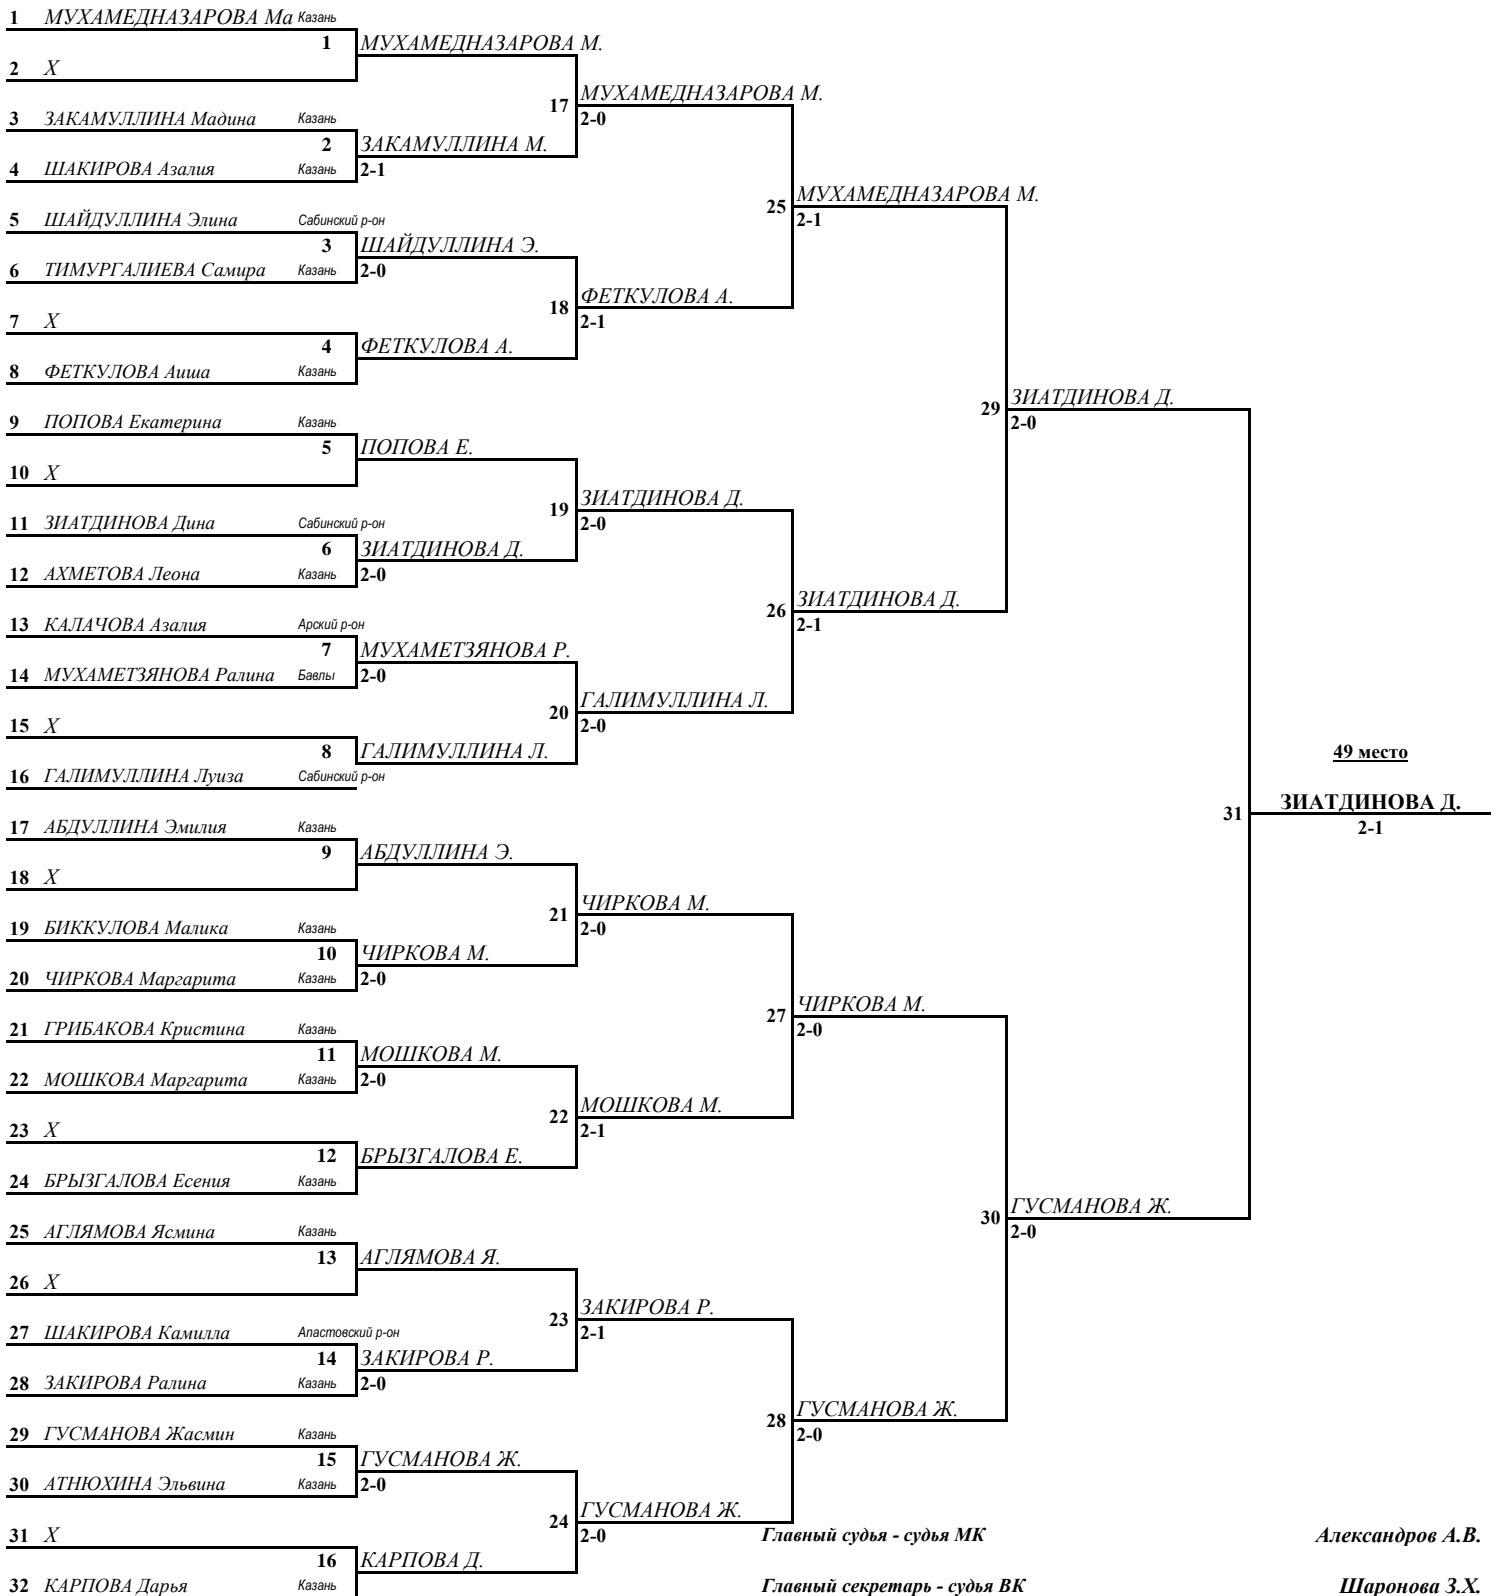 1 МУХАМЕДНАЗАРОВА Ма Казань
1 МУХАМЕДНАЗАРОВА М.
2 X
17 МУХАМЕДНАЗАРОВА М.
2-0
3 ЗАКАМУЛЛИНА Мадина Казань
2 ЗАКАМУЛЛИНА М.
4 ШАКИРОВА Азалия Казань 2-1
25 МУХАМЕДНАЗАРОВА М.
2-1
5 ШАЙДУЛЛИНА Элина Сабинский р-он
3 ШАЙДУЛЛИНА Э.
6 ТИМУРГАЛИЕВА Самира Казань 2-0
18 ФЕТКУЛОВА А.
2-1
7 X
4 ФЕТКУЛОВА А.
8 ФЕТКУЛОВА Аиша Казань
29 ЗИАТДИНОВА Д.
2-0
9 ПОПОВА Екатерина Казань
5 ПОПОВА Е.
10 X
19 ЗИАТДИНОВА Д.
2-0
11 ЗИАТДИНОВА Дина Сабинский р-он
6 ЗИАТДИНОВА Д.
12 АХМЕТОВА Леона Казань 2-0
26 ЗИАТДИНОВА Д.
2-1
13 КАЛАЧОВА Азалия Арский р-он
7 МУХАМЕТЗЯНОВА Р.
14 МУХАМЕТЗЯНОВА Ралина Бавлы 2-0
20 ГАЛИМУЛЛИНА Л.
2-0
15 X
8 ГАЛИМУЛЛИНА Л.
49 место
16 ГАЛИМУЛЛИНА Луиза Сабинский р-он
31 ЗИАТДИНОВА Д.
2-1
17 АБДУЛЛИНА Эмилия Казань
9 АБДУЛЛИНА Э.
18 X
21 ЧИРКОВА М.
2-0
19 БИККУЛОВА Малика Казань
10 ЧИРКОВА М.
20 ЧИРКОВА Маргарита Казань 2-0
27 ЧИРКОВА М.
2-0
21 ГРИБАКОВА Кристина Казань
11 МОШКОВА М.
22 МОШКОВА Маргарита Казань 2-0
22 МОШКОВА М.
2-1
23 X
12 БРЫЗГАЛОВА Е.
24 БРЫЗГАЛОВА Есения Казань
30 ГУСМАНОВА Ж.
2-0
25 АГЛЯМОВА Ясмина Казань
13 АГЛЯМОВА Я.
26 X
23 ЗАКИРОВА Р.
2-1
27 ШАКИРОВА Камилла Апастовский р-он
14 ЗАКИРОВА Р.
28 ЗАКИРОВА Ралина Казань 2-0
28 ГУСМАНОВА Ж.
2-0
29 ГУСМАНОВА Жасмин Казань
15 ГУСМАНОВА Ж.
30 АТНЮХИНА Эльвина Казань 2-0
24 ГУСМАНОВА Ж.
2-0
31 X
Главный судья - судья МК Александров А.В.
16 КАРПОВА Д.
32 КАРПОВА Дарья Казань
Главный секретарь - судья ВК Шаронова З.Х.